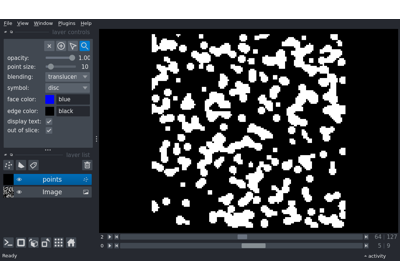 File View Window Plugins Help
layer controls
opacity: 1.00
point size: 10
blending: translucen
symbol: disc
face color: blue
edge color: black
display text:
out of slice:
layer list
points
Image
2 64 127
0 5 9
Ready activity